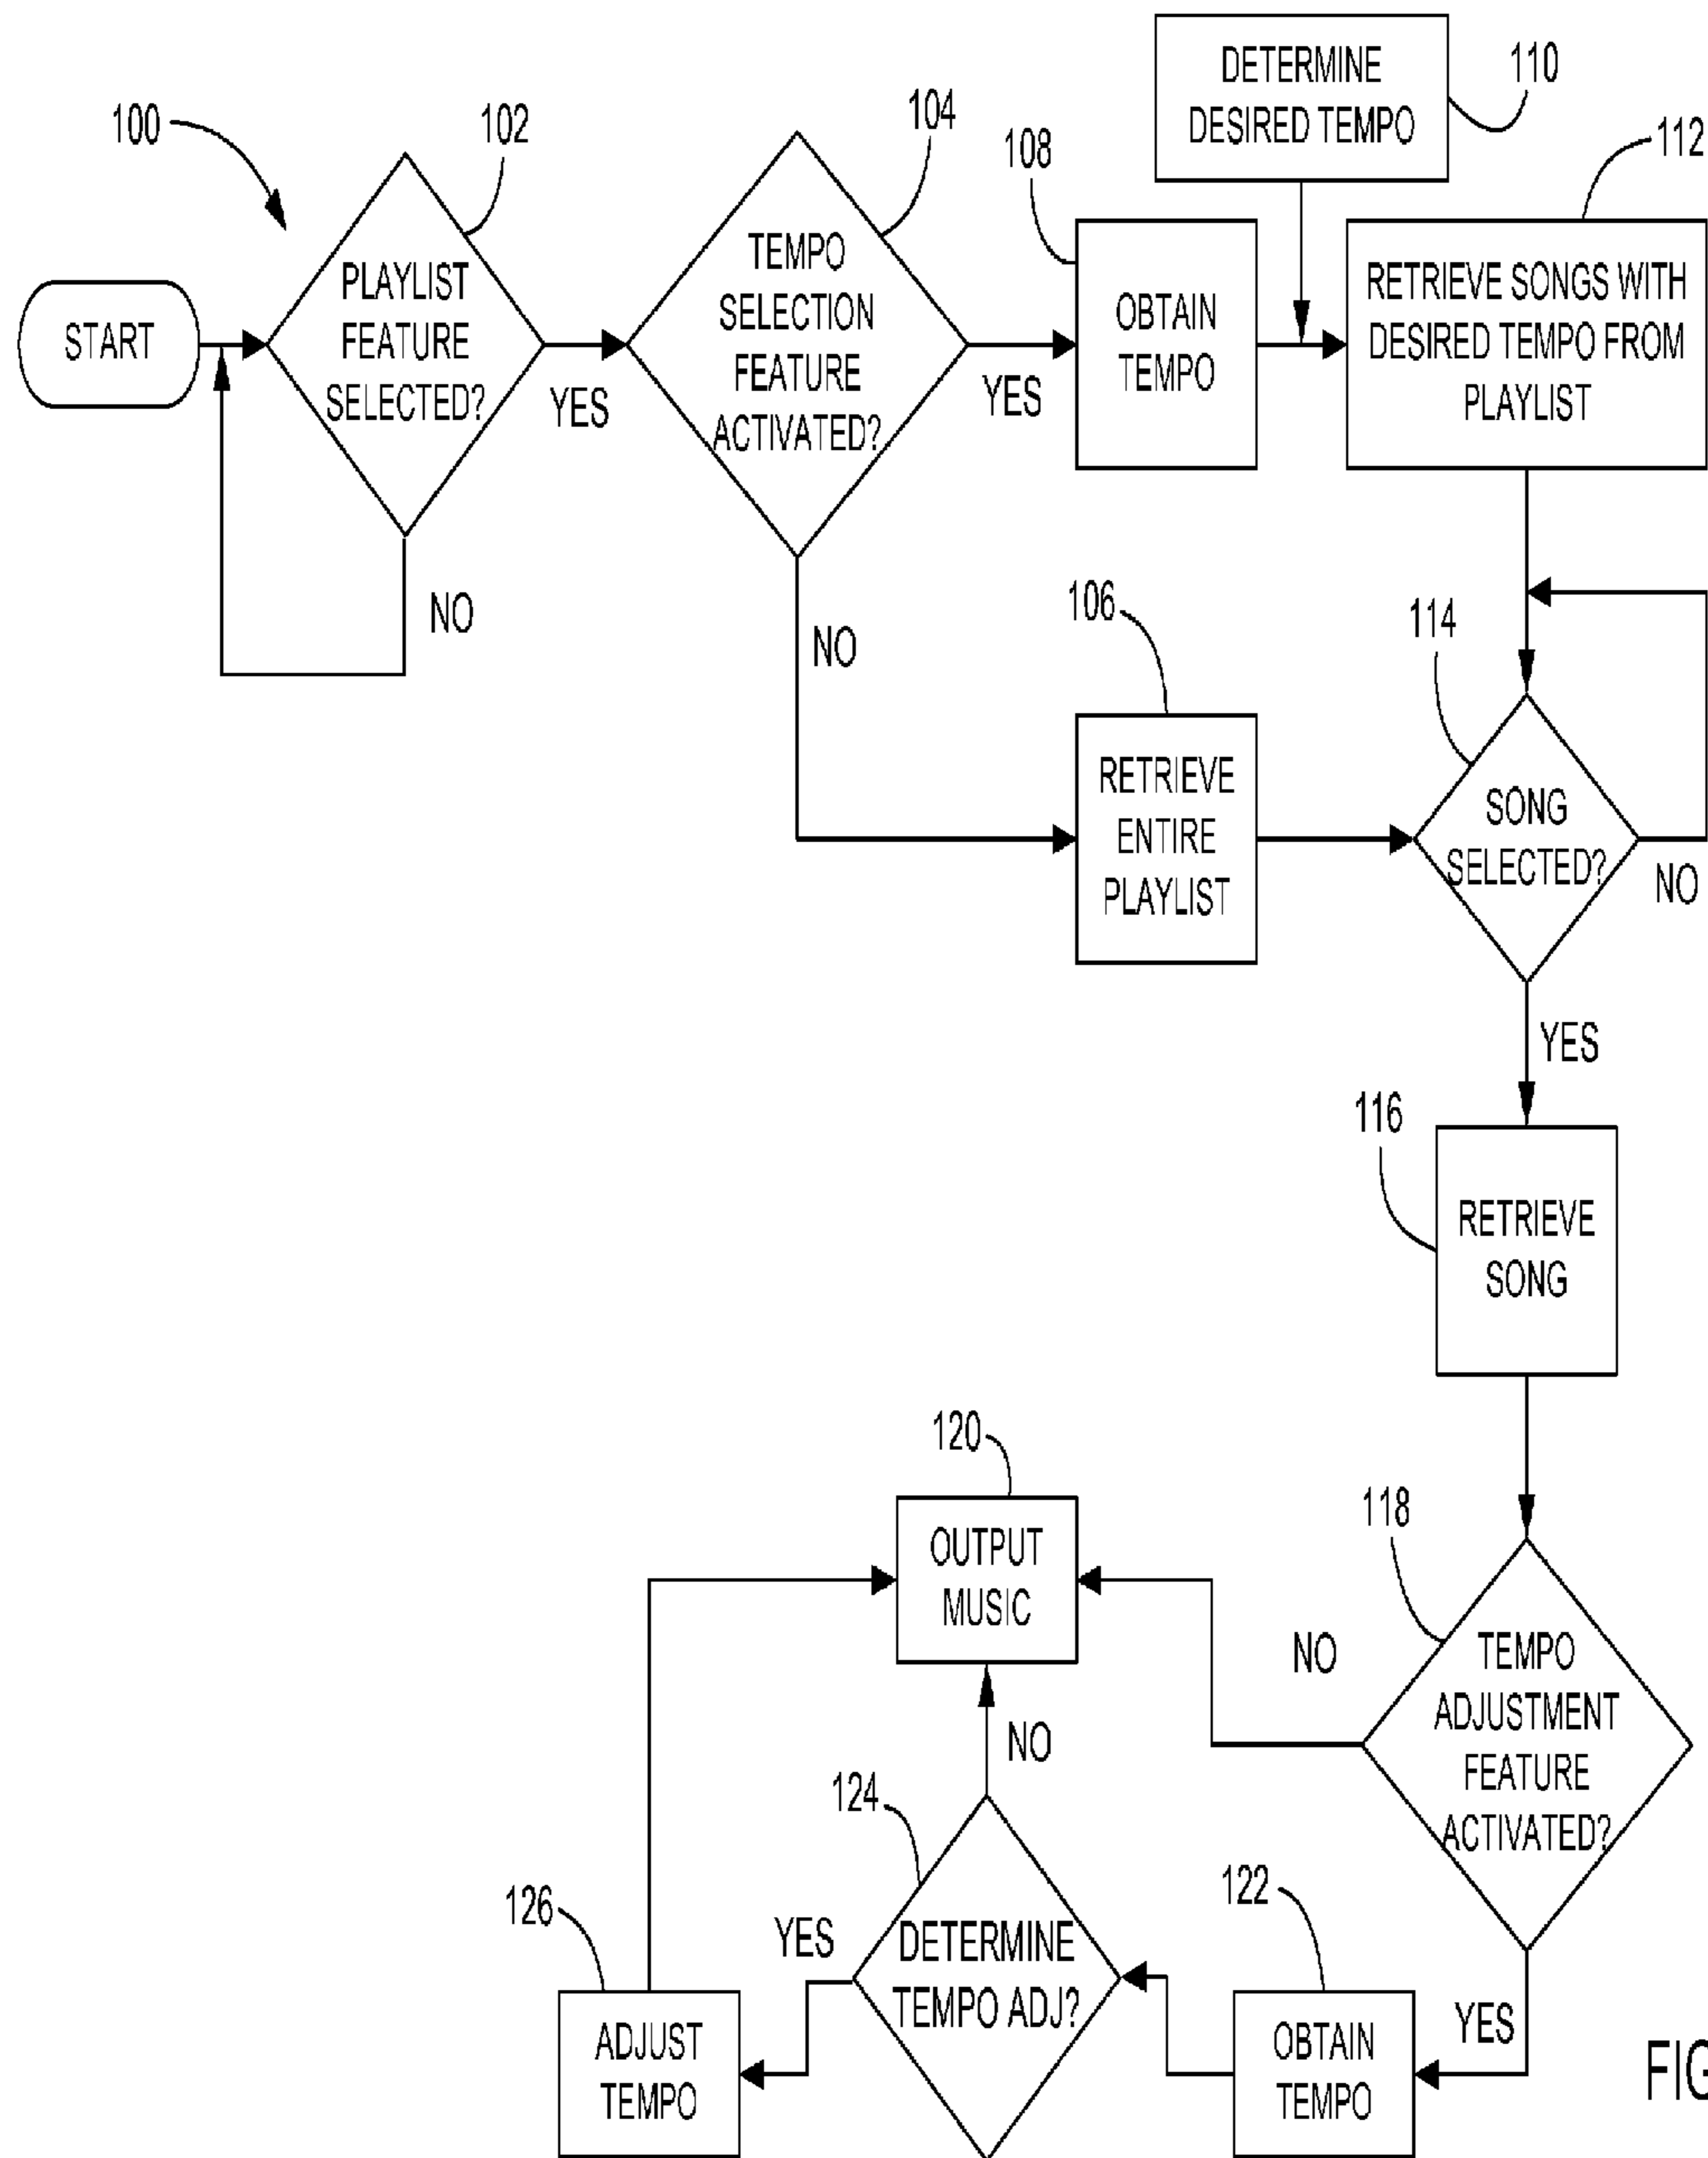 100
102
104
108
DETERMINE
DESIRED TEMPO
110
112
START
PLAYLIST
FEATURE
SELECTED?
YES
NO
TEMPO
SELECTION
FEATURE
ACTIVATED?
YES
NO
OBTAIN
TEMPO
RETRIEVE SONGS WITH
DESIRED TEMPO FROM
PLAYLIST
106
RETRIEVE
ENTIRE
PLAYLIST
114
SONG
SELECTED?
NO
YES
116
RETRIEVE
SONG
118
TEMPO
ADJUSTMENT
FEATURE
ACTIVATED?
NO
YES
120
OUTPUT
MUSIC
NO
124
DETERMINE
TEMPO ADJ?
YES
122
OBTAIN
TEMPO
126
ADJUST
TEMPO
FIG